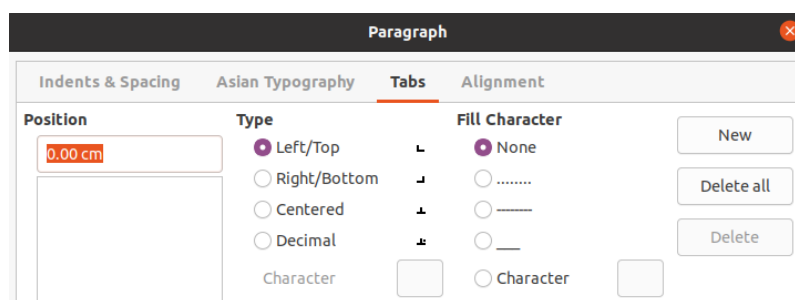 Paragraph
Indents & Spacing Asian Typography Tabs Alignment
Position Type Fill Character
New
0.00 cm Left/Top None
Right/Bottom ........ Delete all
Centered --------
Decimal ___ Delete
Character Character